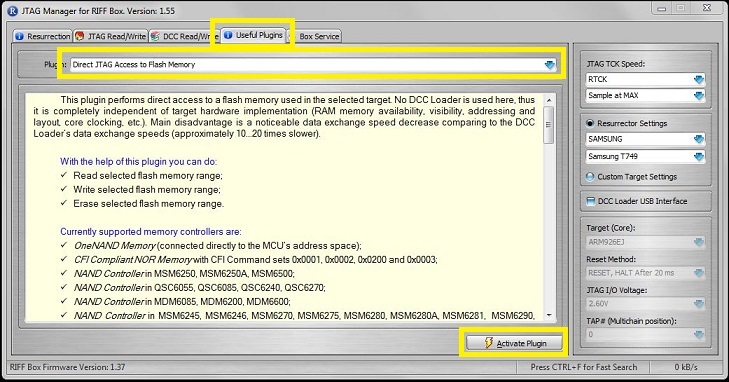 JTAG Manager for RIFF Box. Version: 1.55
Resurrection
JTAG Read/Write
DCC Read/Write
Useful Plugins
Box Service
Plugin:
Direct JTAG Access to Flash Memory
This plugin performs direct access to a flash memory used in the selected target. No DCC Loader is used here, thus
it is completely independent of target hardware implementation (RAM memory availability, visibility, addressing and
layout, core clocking, etc.). Main disadvantage is a noticeable data exchange speed decrease comparing to the DCC
Loader's data exchange speeds (approximately 10...20 times slower).
With the help of this plugin you can do:
✓ Read selected flash memory range;
✓ Write selected flash memory range;
✓ Erase selected flash memory range.
Currently supported memory controllers are:
✓ OneNAND Memory (connected directly to the MCU's address space);
✓ CFI Compliant NOR Memory with CFI Command sets 0x0001, 0x0002, 0x0200 and 0x0003;
✓ NAND Controller in MSM6250, MSM6250A, MSM6500;
✓ NAND Controller in QSC6055, QSC6085, QSC6240, QSC6270;
✓ NAND Controller in MDM6085, MDM6200, MDM6600;
✓ NAND Controller in MSM6245, MSM6246, MSM6270, MSM6275, MSM6280, MSM6280A, MSM6281, MSM6290,
Activate Plugin
JTAG TCK Speed:
RTCK
Sample at MAX
Resurrector Settings
SAMSUNG
Samsung T749
Custom Target Settings
DCC Loader USB Interface
Target (Core):
ARM926EJ
Reset Method:
RESET, HALT After 20 ms
JTAG I/O Voltage:
2.60V
TAP# (Multichain position):
0
RIFF Box Firmware Version: 1.37
Press CTRL+F for Fast Search
0 kB/s